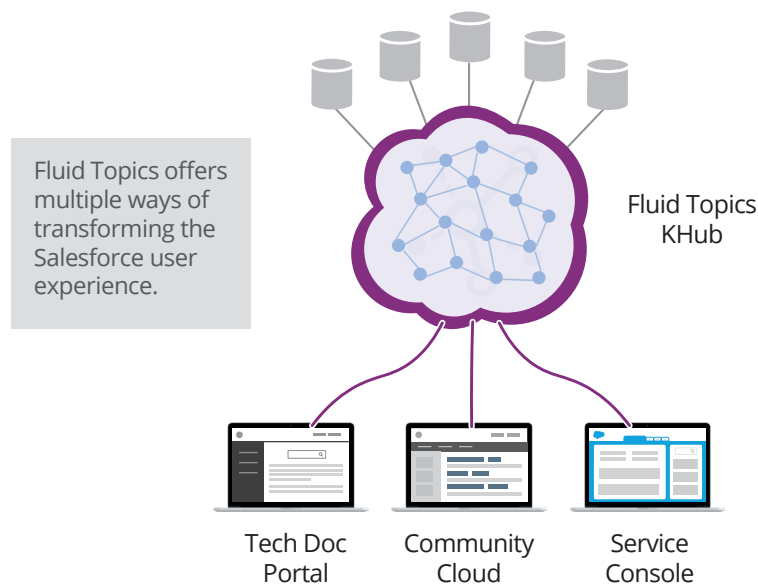 Fluid Topics offers
multiple ways of
transforming the
Salesforce user
experience.
Fluid Topics
KHub
Tech Doc
Portal
Community
Cloud
Service
Console